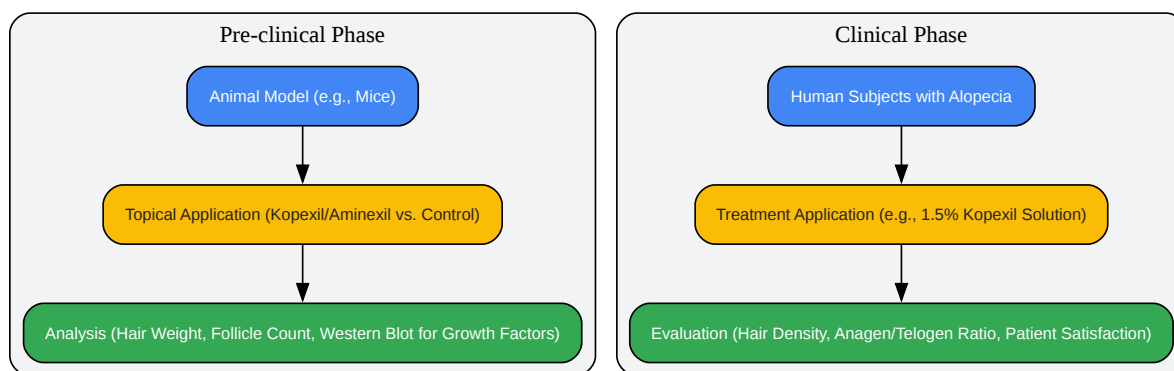 Pre-clinical Phase
Animal Model (e.g., Mice)
Topical Application (Kopexil/Aminexil vs. Control)
Analysis (Hair Weight, Follicle Count, Western Blot for Growth Factors)
Clinical Phase
Human Subjects with Alopecia
Treatment Application (e.g., 1.5% Kopexil Solution)
Evaluation (Hair Density, Anagen/Telogen Ratio, Patient Satisfaction)